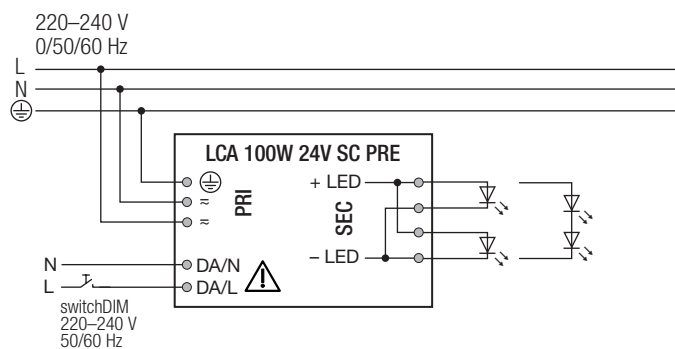 220–240 V
0/50/60 Hz
L
N
LCA 100W 24V SC PRE
PRI
≂
≂
+ LED
SEC
– LED
N
DA/N
L
DA/L
switchDIM
220–240 V
50/60 Hz